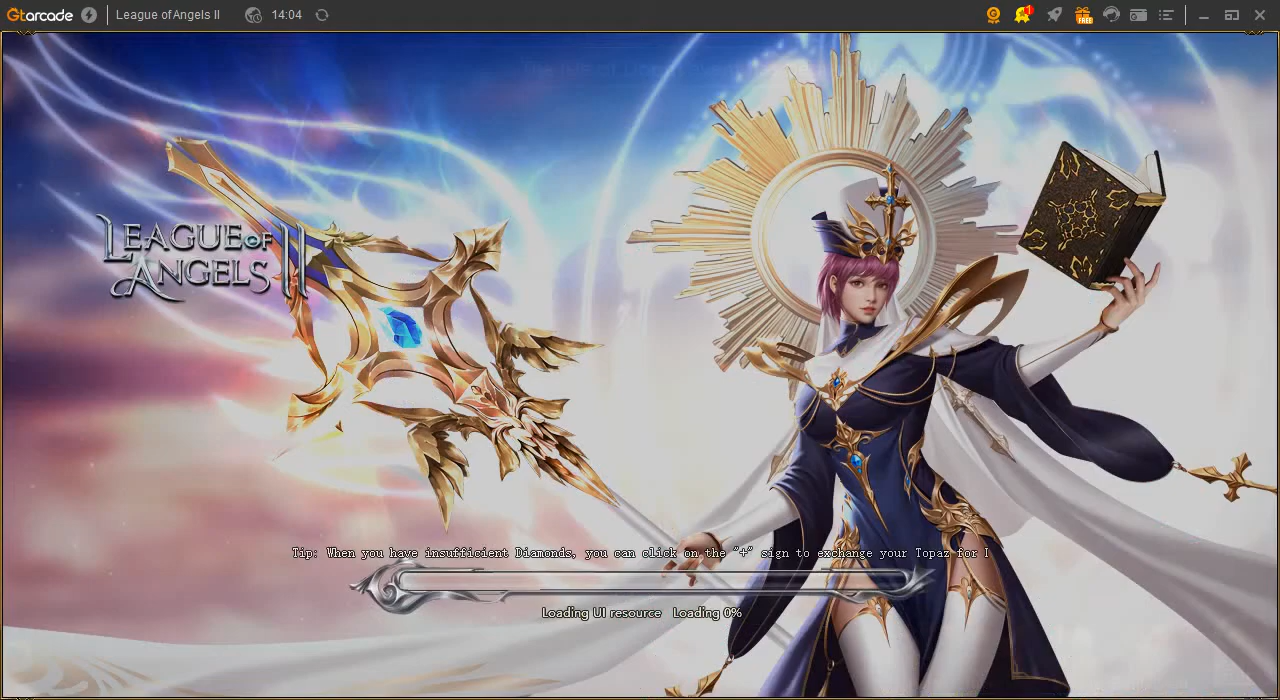 Gtarcade League of Angels II 14:04 1 FREE
LEAGUE OF
ANGELS II
Tip: When you have insufficient Diamonds, you can click on the "+" sign to exchange your Topaz for I
Loading UI resource Loading 0%